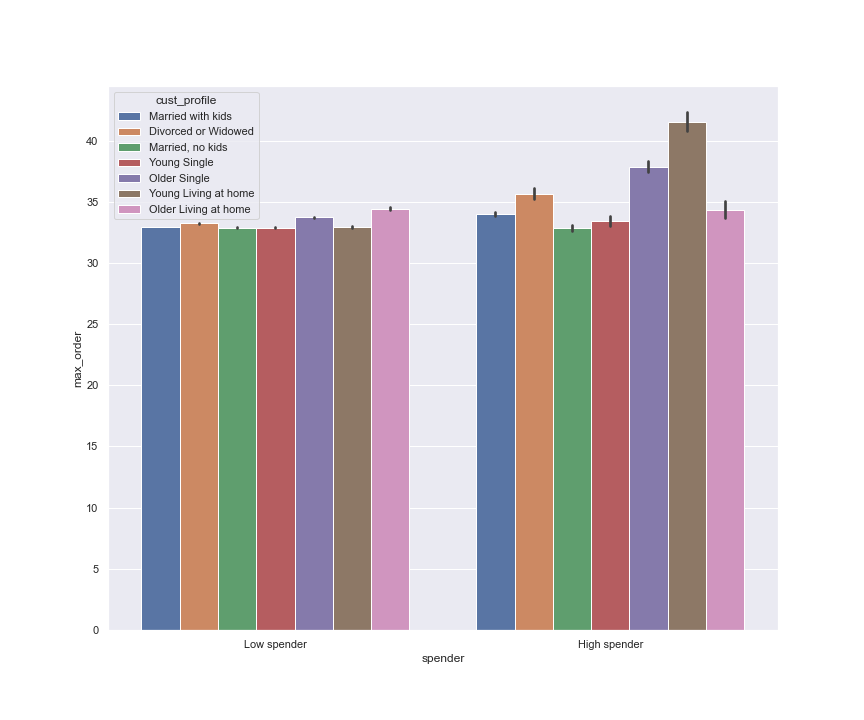 cust_profile
Married with kids
Divorced or Widowed
Married, no kids
Young Single
Older Single
Young Living at home
Older Living at home
max_order
40
35
30
25
20
15
10
5
0
Low spender
High spender
spender